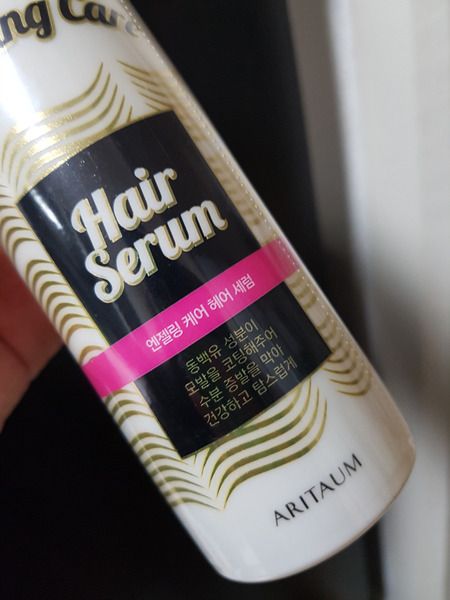 ng Care
Hair
Serum
엔젤링 케어 헤어 세럼
동백유 성분이
모발을 코팅해주어
수분 증발을 막아
건강하고 탐스럽게
ARITAUM